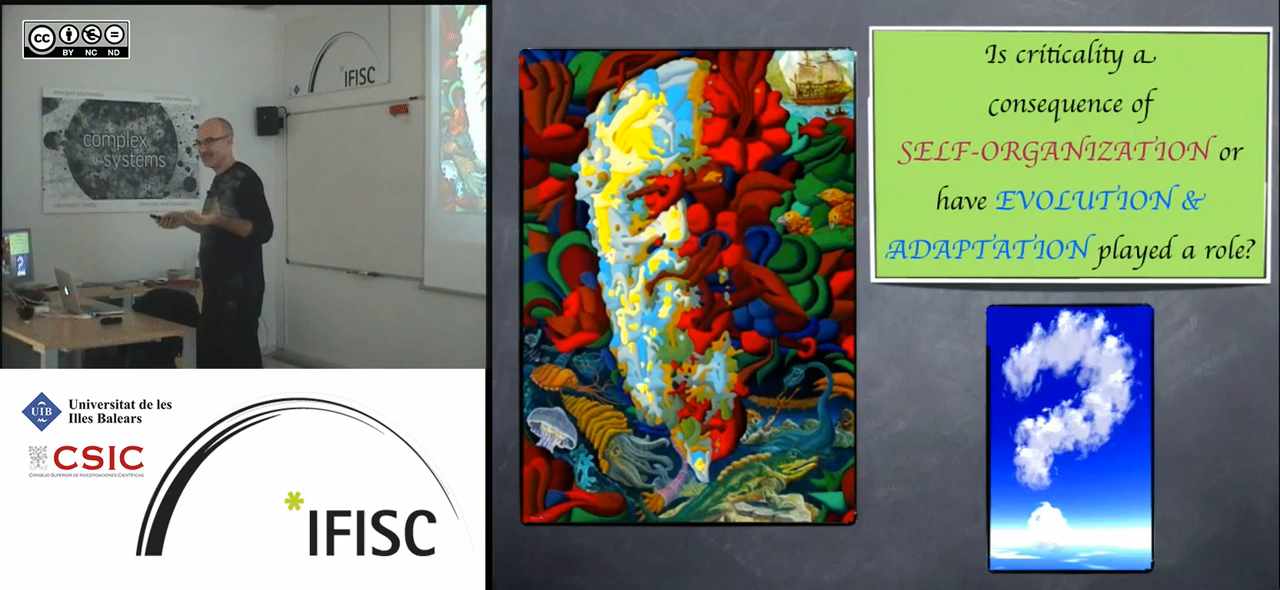 cc
BY NC ND
IFISC
complex
systems
Universitat de les
Illes Balears
UIB
CSIC
CONSEJO SUPERIOR DE INVESTIGACIONES CIENTÍFICAS
*IFISC
Is criticality a
consequence of
SELF-ORGANIZATION or
have EVOLUTION &
ADAPTATION played a role?